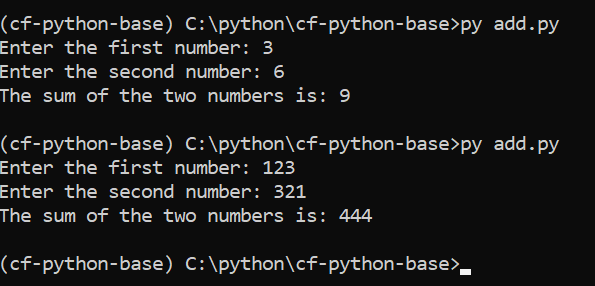 (cf-python-base) C:\python\cf-python-base>py add.py
Enter the first number: 3
Enter the second number: 6
The sum of the two numbers is: 9
(cf-python-base) C:\python\cf-python-base>py add.py
Enter the first number: 123
Enter the second number: 321
The sum of the two numbers is: 444
(cf-python-base) C:\python\cf-python-base>